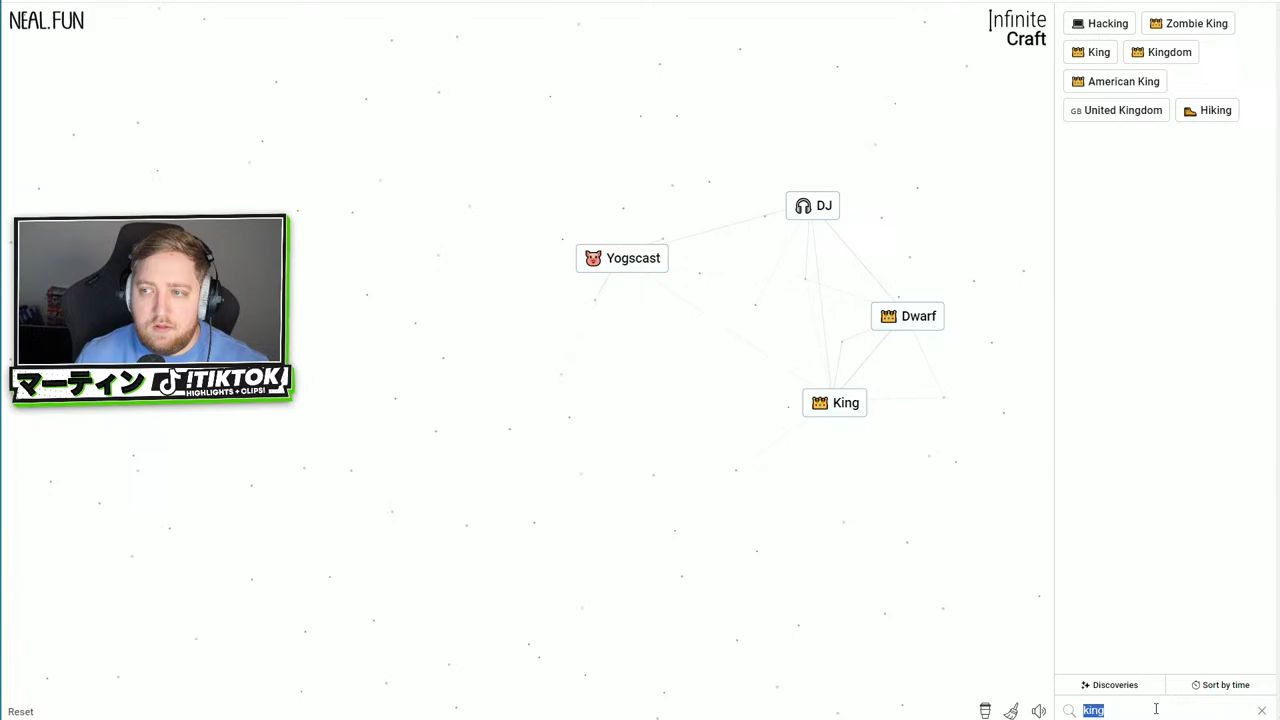 NEAL.FUN
Infinite
Craft
Hacking
Zombie King
King
Kingdom
American King
GB United Kingdom
Hiking
DJ
Yogscast
Dwarf
King
マーティン
!TIKTOK
HIGHLIGHTS + CLIPS!
Reset
Discoveries
Sort by time
king